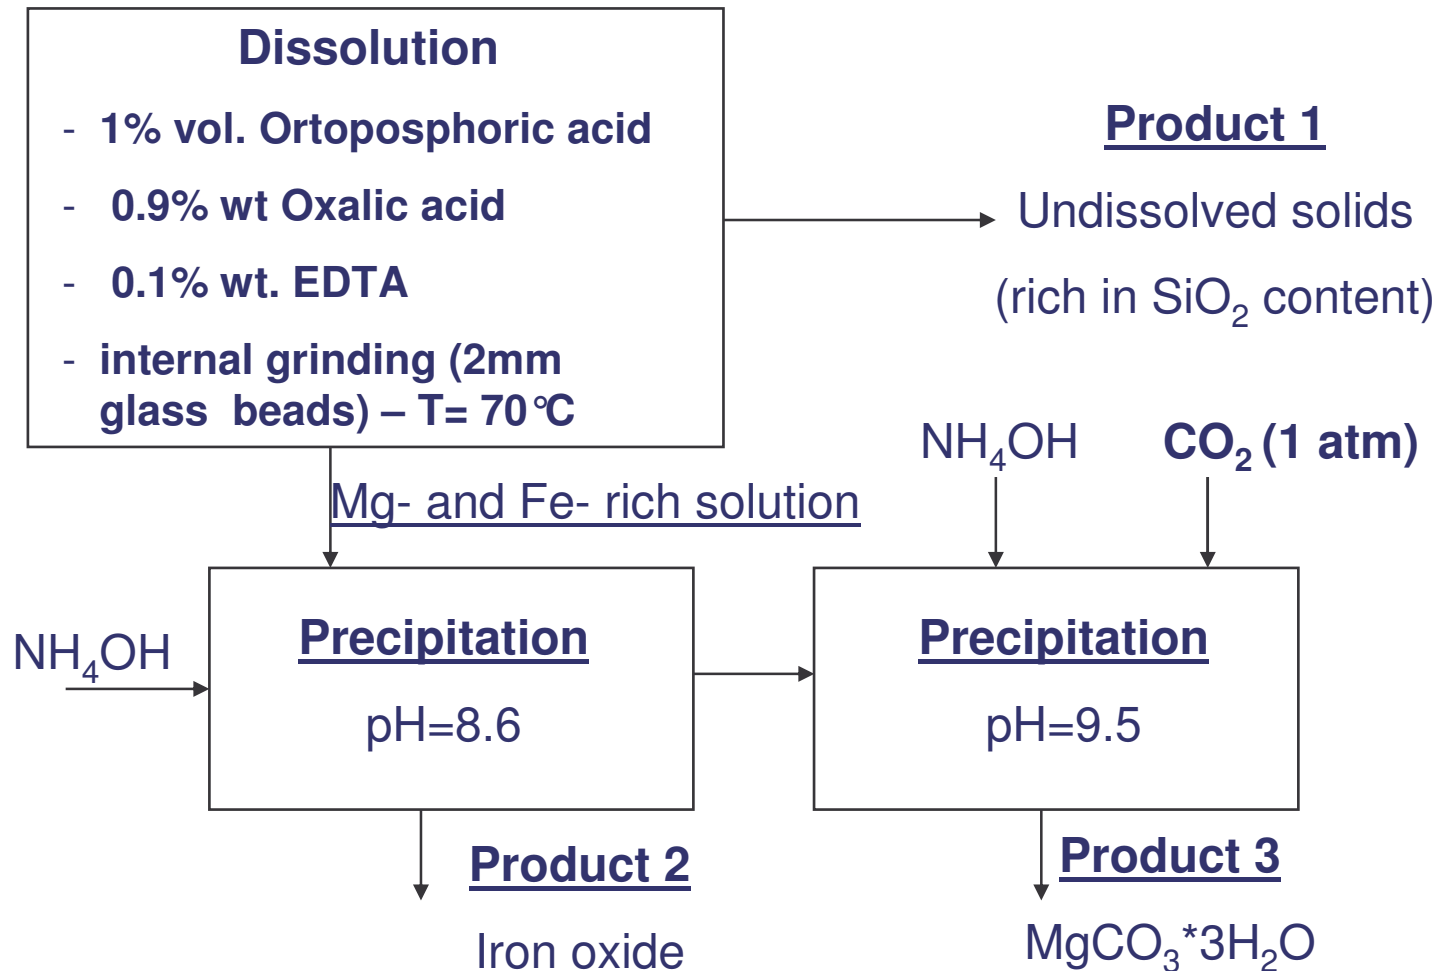 Dissolution
- 1% vol. Ortoposphoric acid
- 0.9% wt Oxalic acid
- 0.1% wt. EDTA
- internal grinding (2mm
glass beads) – T= 70°C
Product 1
Undissolved solids
(rich in SiO₂ content)
NH₄OH
CO₂ (1 atm)
Mg- and Fe- rich solution
NH₄OH
Precipitation
pH=8.6
Precipitation
pH=9.5
Product 2
Iron oxide
Product 3
MgCO₃*3H₂O